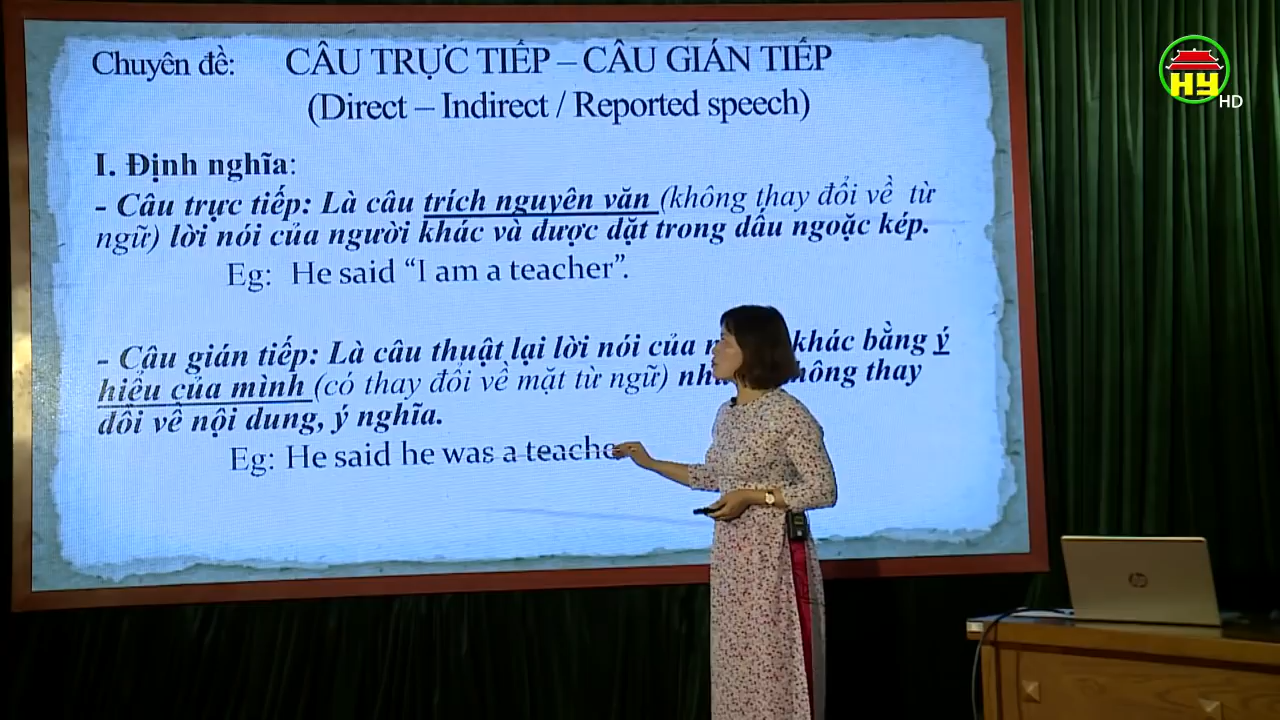 Chuyên đề: CÂU TRỰC TIẾP – CÂU GIÁN TIẾP
(Direct – Indirect / Reported speech)
I. Định nghĩa:
- Câu trực tiếp: Là câu trích nguyên văn (không thay đổi về từ
ngữ) lời nói của người khác và được đặt trong dấu ngoặc kép.
Eg: He said “I am a teacher”.
- Câu gián tiếp: Là câu thuật lại lời nói của khác bằng ý
hiểu của mình (có thay đổi về mặt từ ngữ) thay
đổi về nội dung, ý nghĩa.
Eg: He said he was a
HY
HD
hp